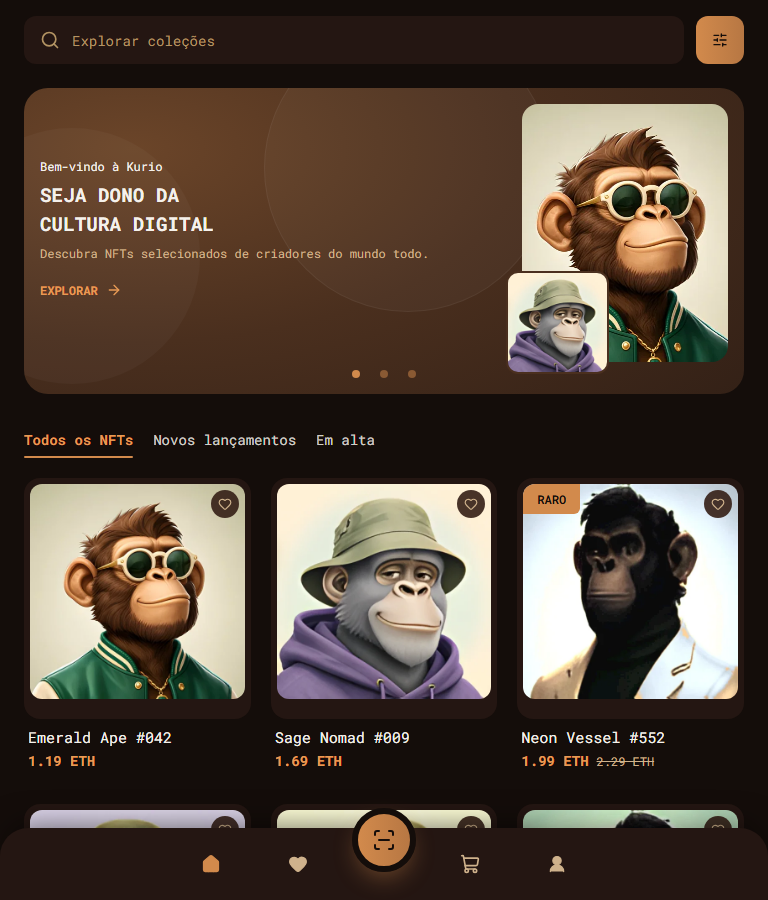 Explorar coleções
Bem-vindo à Kurio
SEJA DONO DA
CULTURA DIGITAL
Descubra NFTs selecionados de criadores do mundo todo.
EXPLORAR
Todos os NFTs Novos lançamentos Em alta
RARO
Emerald Ape #042
1.19 ETH
Sage Nomad #009
1.69 ETH
Neon Vessel #552
1.99 ETH 2.29 ETH